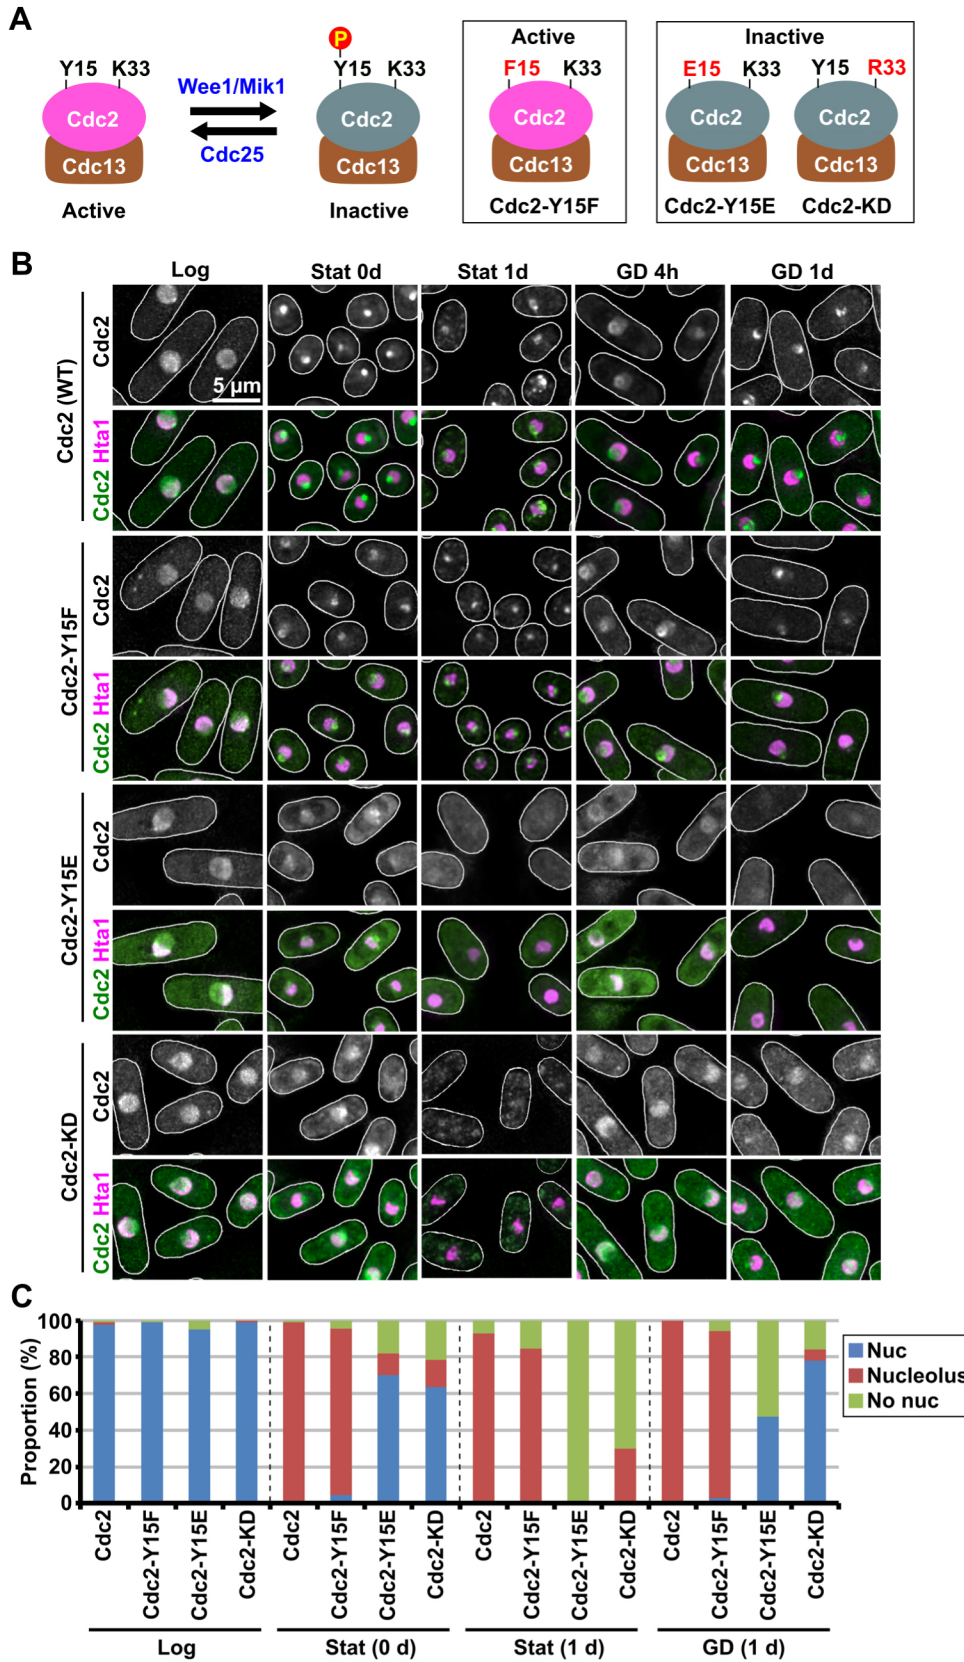 A
P
Y15 K33
Wee1/Mik1
Y15 K33
Cdc2
Cdc2
Cdc25
Cdc13
Cdc13
Active
Inactive
Active
F15 K33
Cdc2
Cdc13
Cdc2-Y15F
Inactive
E15 K33
Y15 R33
Cdc2
Cdc2
Cdc13
Cdc13
Cdc2-Y15E
Cdc2-KD
B
Log
Stat 0d
Stat 1d
GD 4h
GD 1d
Cdc2 (WT)
Cdc2
5 µm
Cdc2 Hta1
Cdc2-Y15F
Cdc2
Cdc2 Hta1
Cdc2-Y15E
Cdc2
Cdc2 Hta1
Cdc2-KD
Cdc2
Cdc2 Hta1
C
Proportion (%)
100
80
60
40
20
0
Nuc
Nucleolus
No nuc
Cdc2
Cdc2-Y15F
Cdc2-Y15E
Cdc2-KD
Cdc2
Cdc2-Y15F
Cdc2-Y15E
Cdc2-KD
Cdc2
Cdc2-Y15F
Cdc2-Y15E
Cdc2-KD
Cdc2
Cdc2-Y15F
Cdc2-Y15E
Cdc2-KD
Log
Stat (0 d)
Stat (1 d)
GD (1 d)